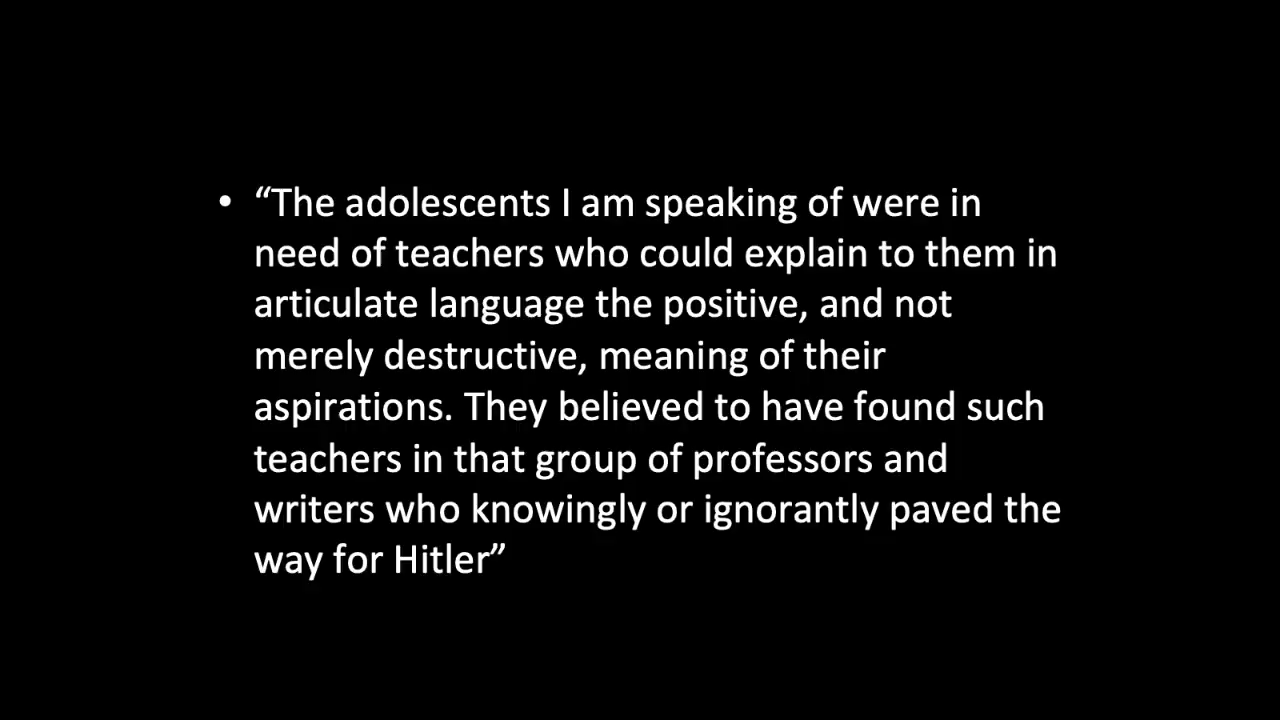 • “The adolescents I am speaking of were in
need of teachers who could explain to them in
articulate language the positive, and not
merely destructive, meaning of their
aspirations. They believed to have found such
teachers in that group of professors and
writers who knowingly or ignorantly paved the
way for Hitler”